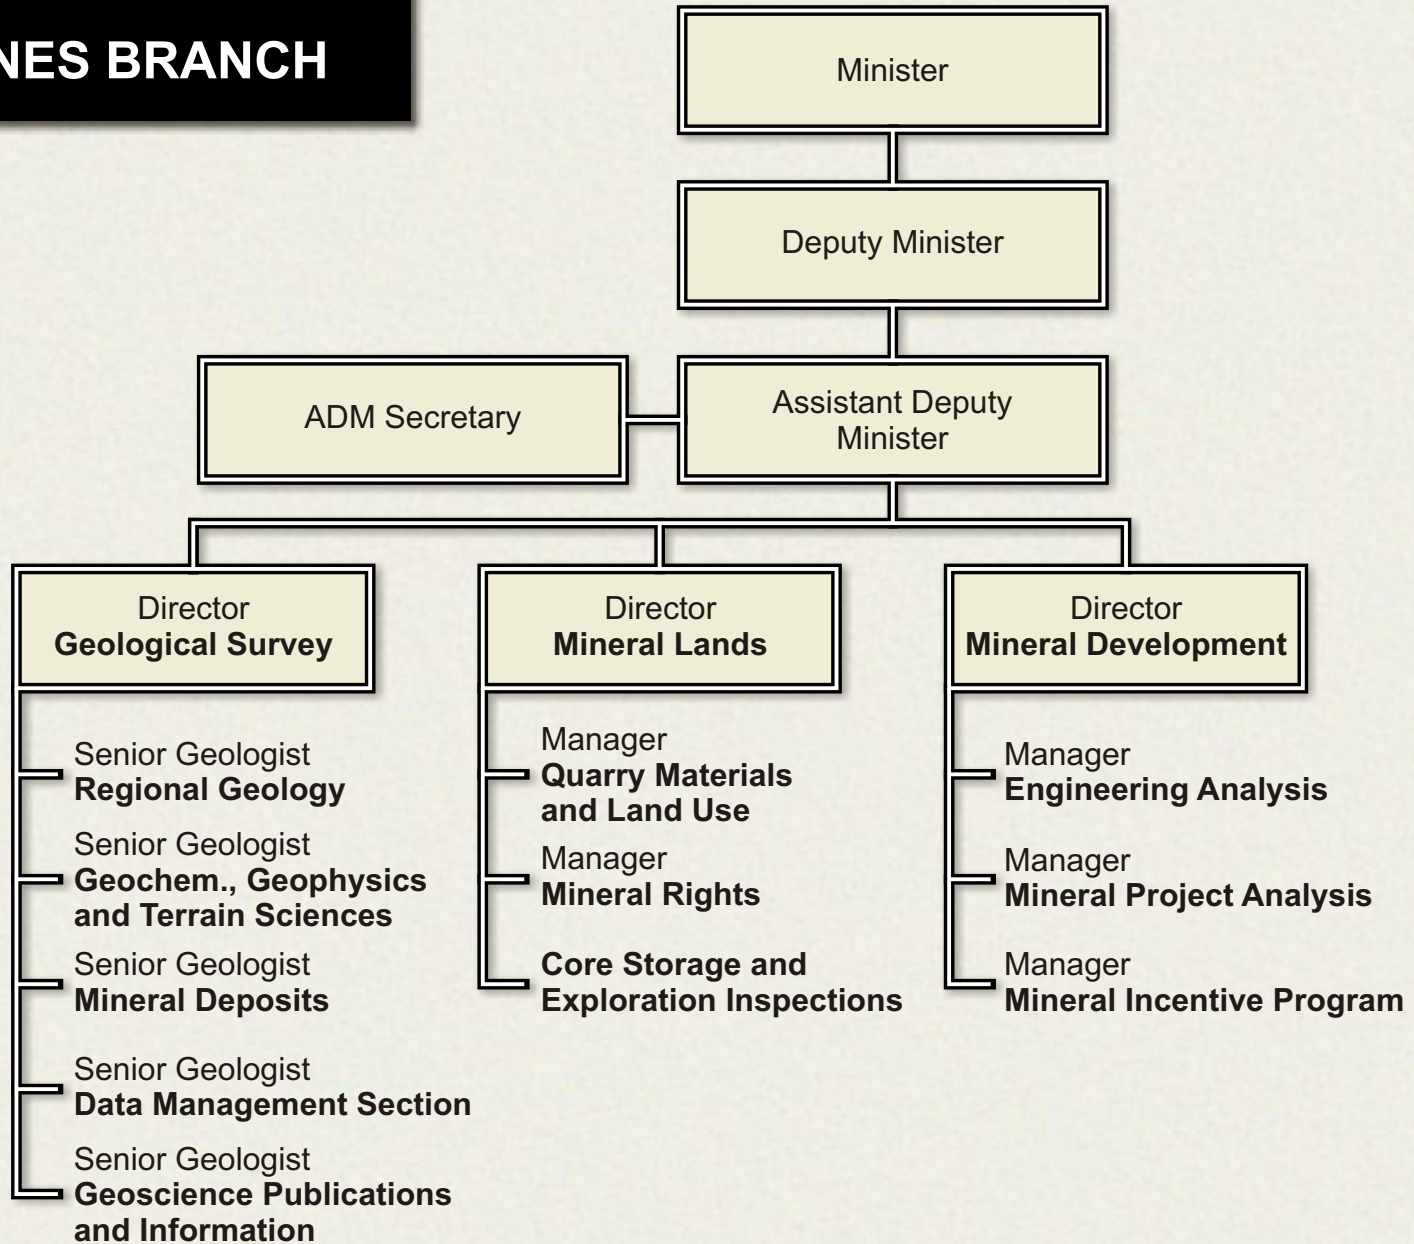 NES BRANCH
Minister
Deputy Minister
ADM Secretary
Assistant Deputy
Minister
Director
Geological Survey
Senior Geologist
Regional Geology
Senior Geologist
Geochem., Geophysics
and Terrain Sciences
Senior Geologist
Mineral Deposits
Senior Geologist
Data Management Section
Senior Geologist
Geoscience Publications
and Information
Director
Mineral Lands
Manager
Quarry Materials
and Land Use
Manager
Mineral Rights
Core Storage and
Exploration Inspections
Director
Mineral Development
Manager
Engineering Analysis
Manager
Mineral Project Analysis
Manager
Mineral Incentive Program